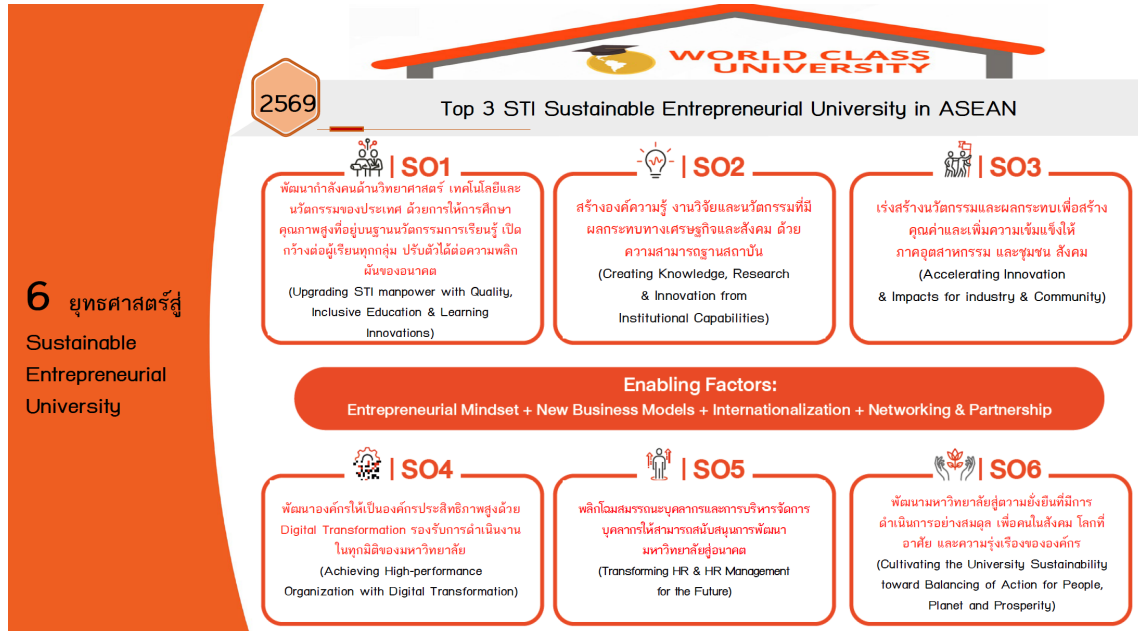 WORLD CLASS
UNIVERSITY
2569
Top 3 STI Sustainable Entrepreneurial University in ASEAN
6 ยุทธศาสตร์สู่
Sustainable
Entrepreneurial
University
SO1
พัฒนากำลังคนด้านวิทยาศาสตร์ เทคโนโลยีและ
นวัตกรรมของประเทศ ด้วยการให้การศึกษา
คุณภาพสูงที่อยู่บนฐานนวัตกรรมการเรียนรู้ เปิด
กว้างต่อผู้เรียนทุกกลุ่ม ปรับตัวได้ต่อความพลิก
ผันของอนาคต
(Upgrading STI manpower with Quality,
Inclusive Education & Learning
Innovations)
SO2
สร้างองค์ความรู้ งานวิจัยและนวัตกรรมที่มี
ผลกระทบทางเศรษฐกิจและสังคม ด้วย
ความสามารถฐานสถาบัน
(Creating Knowledge, Research
& Innovation from
Institutional Capabilities)
SO3
เร่งสร้างนวัตกรรมและผลกระทบเพื่อสร้าง
คุณค่าและเพิ่มความเข้มแข็งให้
ภาคอุตสาหกรรม และชุมชน สังคม
(Accelerating Innovation
& Impacts for industry & Community)
Enabling Factors:
Entrepreneurial Mindset + New Business Models + Internationalization + Networking & Partnership
SO4
พัฒนาองค์กรให้เป็นองค์กรประสิทธิภาพสูงด้วย
Digital Transformation รองรับการดำเนินงาน
ในทุกมิติของมหาวิทยาลัย
(Achieving High-performance
Organization with Digital Transformation)
SO5
พลิกโฉมสมรรถนะบุคลากรและการบริหารจัดการ
บุคลากรให้สามารถสนับสนุนการพัฒนา
มหาวิทยาลัยสู่อนาคต
(Transforming HR & HR Management
for the Future)
SO6
พัฒนามหาวิทยาลัยสู่ความยั่งยืนที่มีการ
ดำเนินการอย่างสมดุล เพื่อคนในสังคม โลกที่
อาศัย และความรุ่งเรืองขององค์กร
(Cultivating the University Sustainability
toward Balancing of Action for People,
Planet and Prosperity)